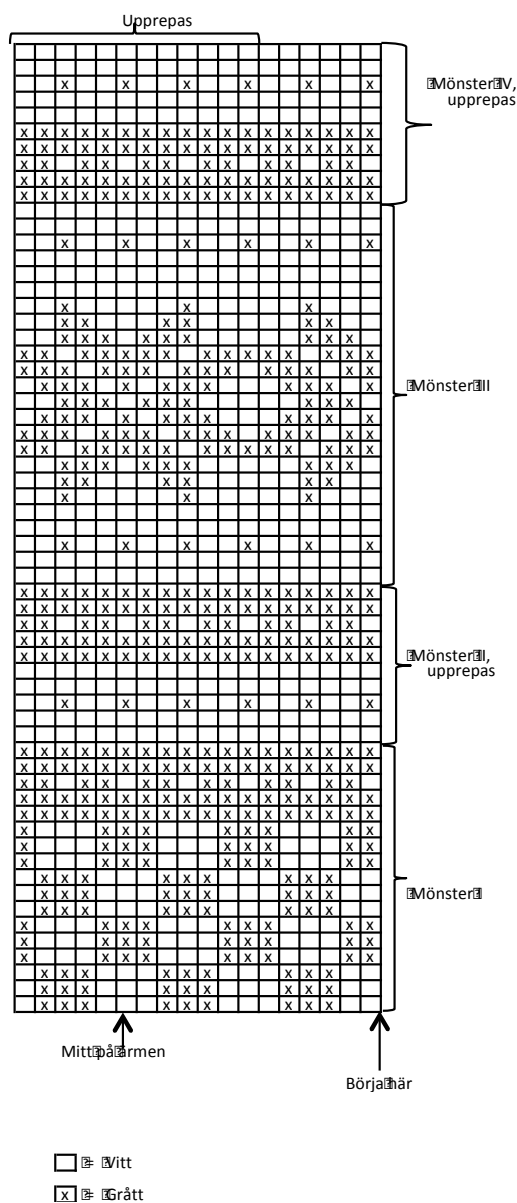 Upprepas
Mönster IV,
upprepas
Mönster III
Mönster II,
upprepas
Mönster I
Mitt på ärmen
Börja här
= Vitt
x = Grått